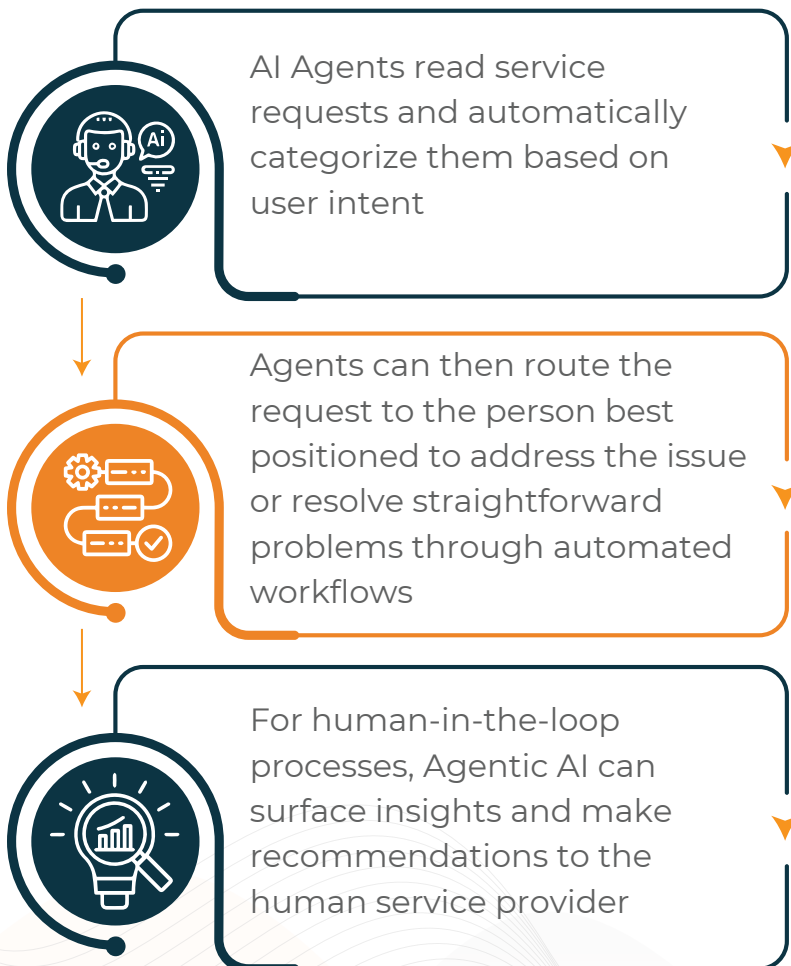 Ai
AI Agents read service
requests and automatically
categorize them based on
user intent
Agents can then route the
request to the person best
positioned to address the issue
or resolve straightforward
problems through automated
workflows
For human-in-the-loop
processes, Agentic AI can
surface insights and make
recommendations to the
human service provider